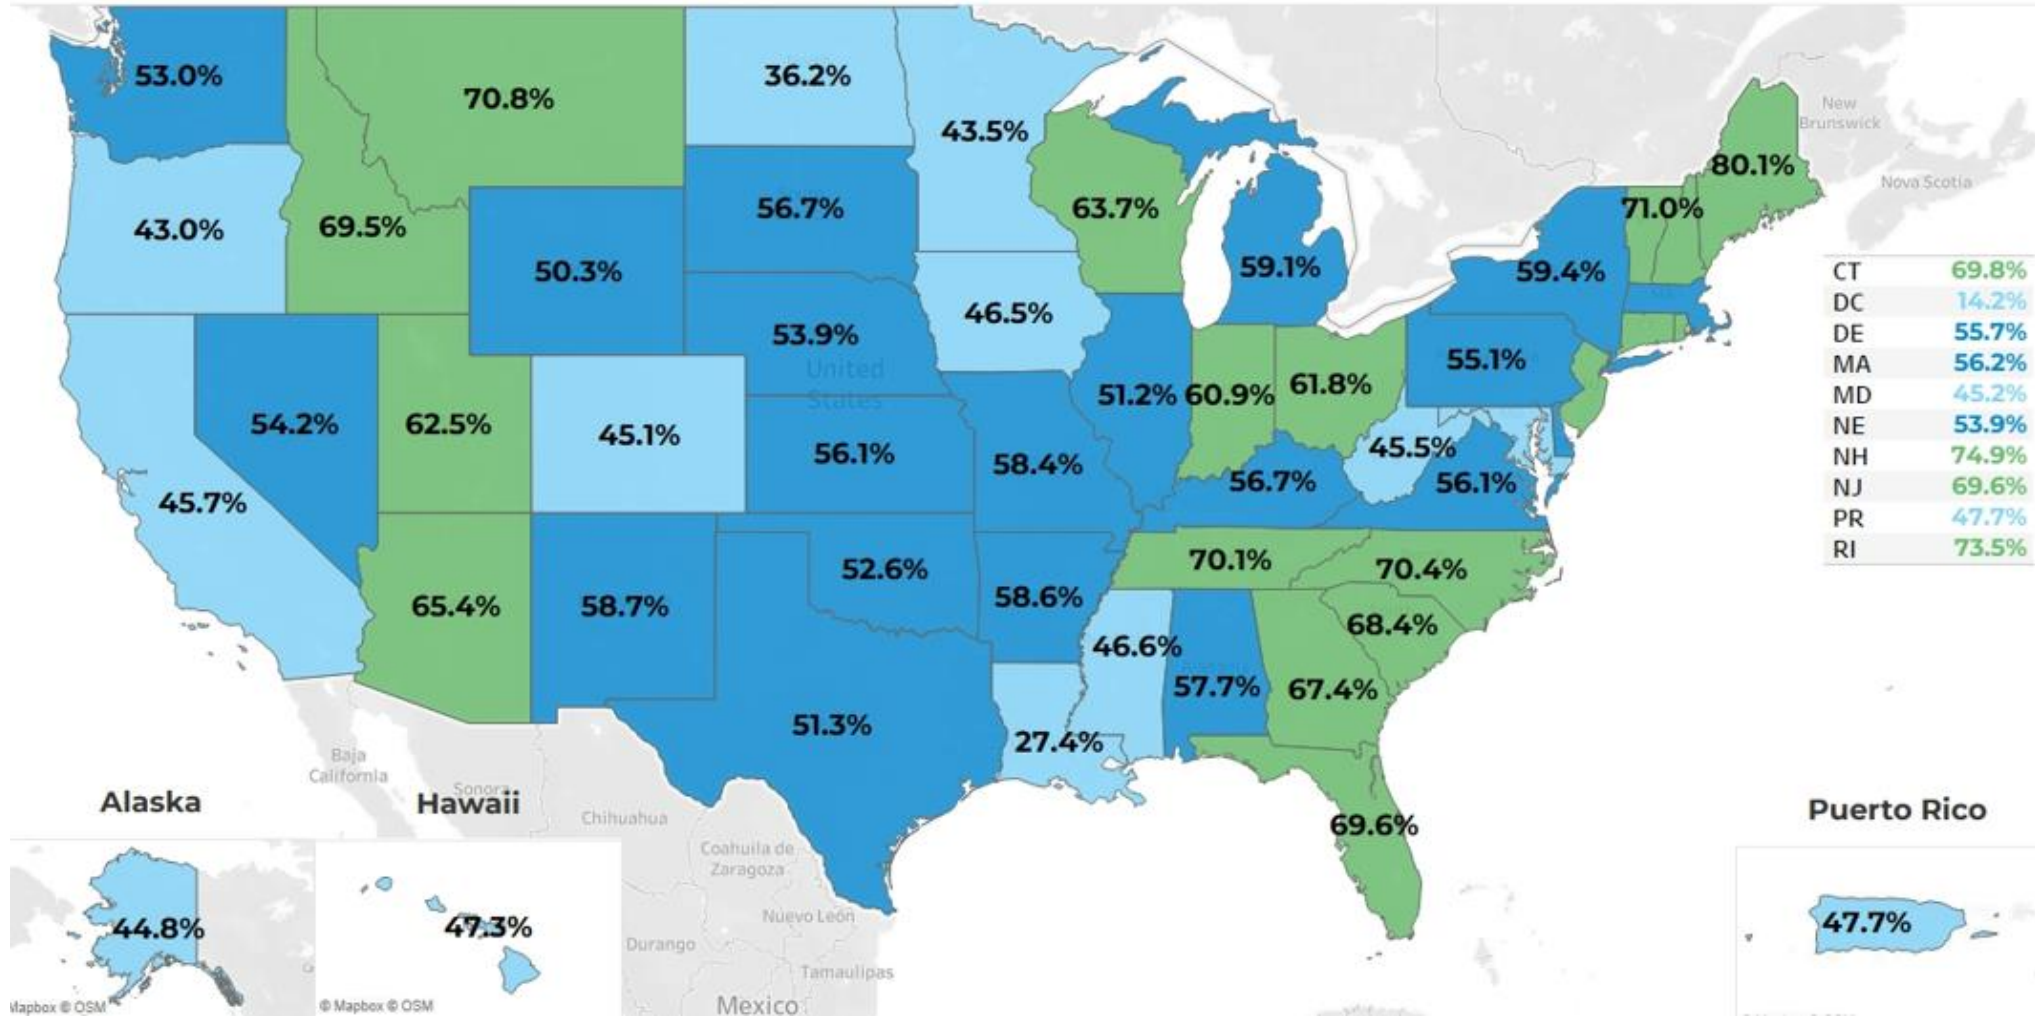 53.0%
70.8%
36.2%
43.5%
New
Brunswick
80.1%
Nova Scotia
43.0%
69.5%
56.7%
63.7%
71.0%
50.3%
59.1%
59.4%
46.5%
53.9%
United
States
55.1%
54.2%
62.5%
45.1%
51.2%
60.9%
61.8%
45.7%
56.1%
58.4%
56.7%
45.5%
56.1%
CT 69.8%
DC 14.2%
DE 55.7%
MA 56.2%
MD 45.2%
NE 53.9%
NH 74.9%
NJ 69.6%
PR 47.7%
RI 73.5%
65.4%
58.7%
52.6%
58.6%
70.1%
70.4%
68.4%
46.6%
57.7%
67.4%
51.3%
27.4%
69.6%
Baja
California
Sonora
Chihuahua
Coahuila de
Zaragoza
Nuevo León
Durango
Tamaulipas
Mexico
Alaska
44.8%
Mapbox © OSM
Hawaii
47.3%
© Mapbox © OSM
Puerto Rico
47.7%